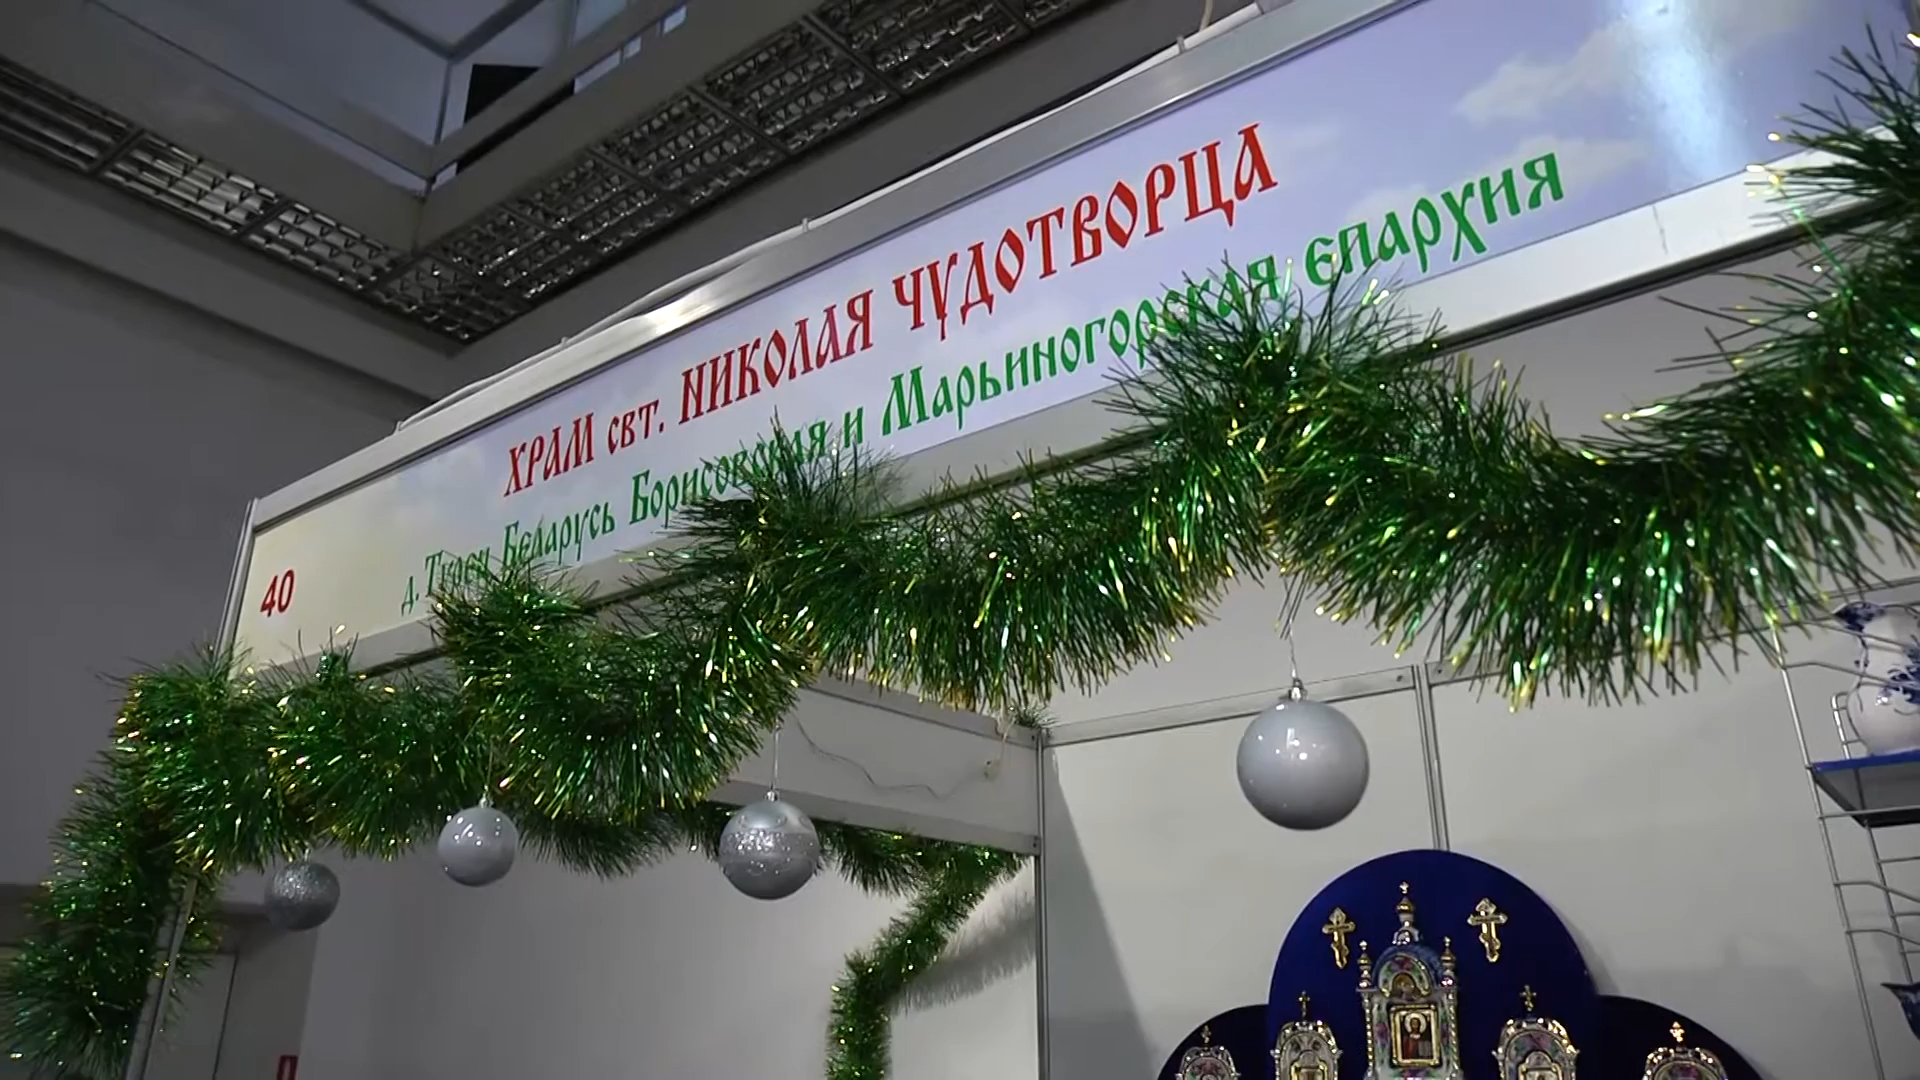 ХРАМ свт. НИКОЛАЯ ЧУДОТВОРЦА
д. Беларусь Борисовская и Марьиногорская епархия
40